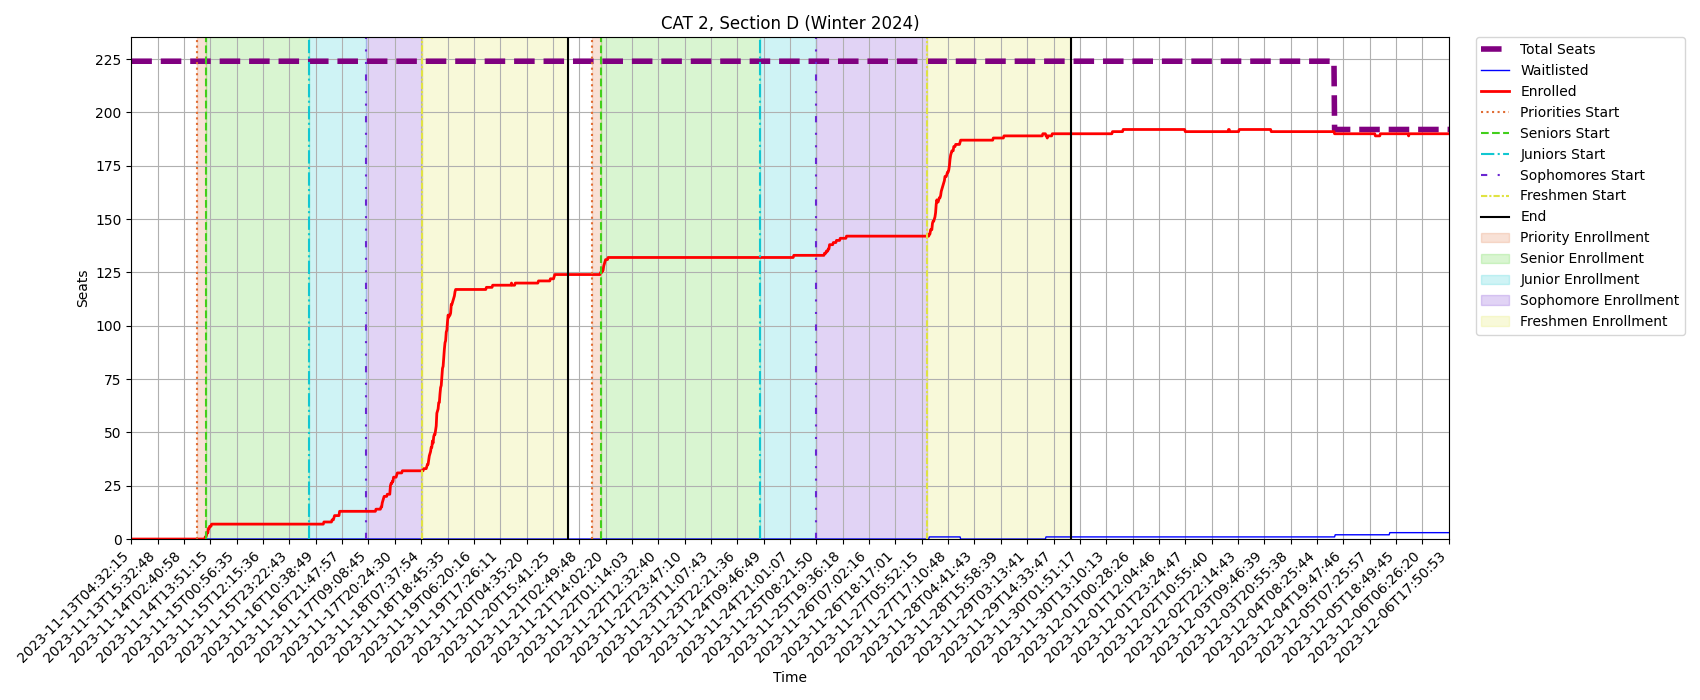 CAT 2, Section D (Winter 2024)
Seats
225
200
175
150
125
100
75
50
25
0
2023-11-13T04:32:15
2023-11-13T15:32:48
2023-11-14T02:40:58
2023-11-14T13:51:15
2023-11-15T00:56:35
2023-11-15T12:15:36
2023-11-15T23:22:43
2023-11-16T10:38:49
2023-11-16T21:47:57
2023-11-17T09:08:45
2023-11-17T20:24:30
2023-11-18T07:37:54
2023-11-18T18:45:35
2023-11-19T06:20:16
2023-11-19T17:26:11
2023-11-20T04:35:20
2023-11-20T15:41:25
2023-11-21T02:49:48
2023-11-21T14:02:20
2023-11-22T01:14:03
2023-11-22T12:32:40
2023-11-22T23:47:10
2023-11-23T11:07:43
2023-11-23T22:21:36
2023-11-24T09:46:49
2023-11-24T21:01:07
2023-11-25T08:21:50
2023-11-25T19:36:18
2023-11-26T07:02:16
2023-11-26T18:17:01
2023-11-27T05:52:15
2023-11-27T17:10:48
2023-11-28T04:35:43
2023-11-28T15:58:39
2023-11-29T03:13:41
2023-11-29T14:33:47
2023-11-30T01:51:17
2023-11-30T13:10:13
2023-12-01T00:28:26
2023-12-01T12:04:46
2023-12-01T23:24:47
2023-12-02T10:55:40
2023-12-02T22:14:43
2023-12-03T09:46:39
2023-12-03T20:55:38
2023-12-04T08:25:44
2023-12-04T19:47:46
2023-12-05T07:25:57
2023-12-05T18:49:45
2023-12-06T06:26:20
2023-12-06T17:50:53
Time
Total Seats
Waitlisted
Enrolled
Priorities Start
Seniors Start
Juniors Start
Sophomores Start
Freshmen Start
End
Priority Enrollment
Senior Enrollment
Junior Enrollment
Sophomore Enrollment
Freshmen Enrollment